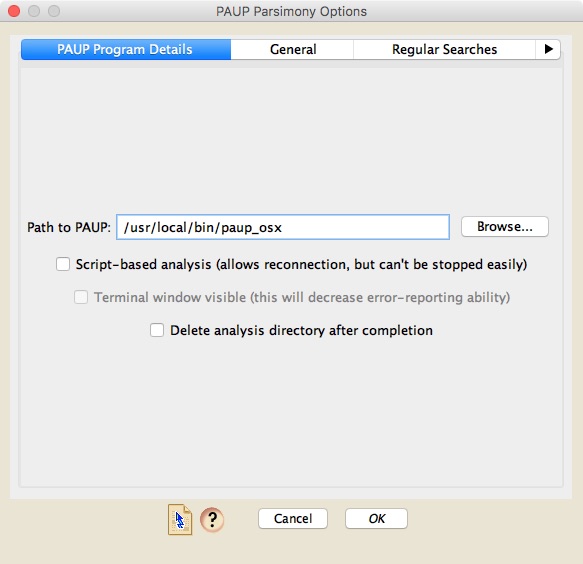 PAUP Parsimony Options
PAUP Program Details General Regular Searches
Path to PAUP: /usr/local/bin/paup_osx Browse...
Script-based analysis (allows reconnection, but can't be stopped easily)
Terminal window visible (this will decrease error-reporting ability)
Delete analysis directory after completion
? Cancel OK